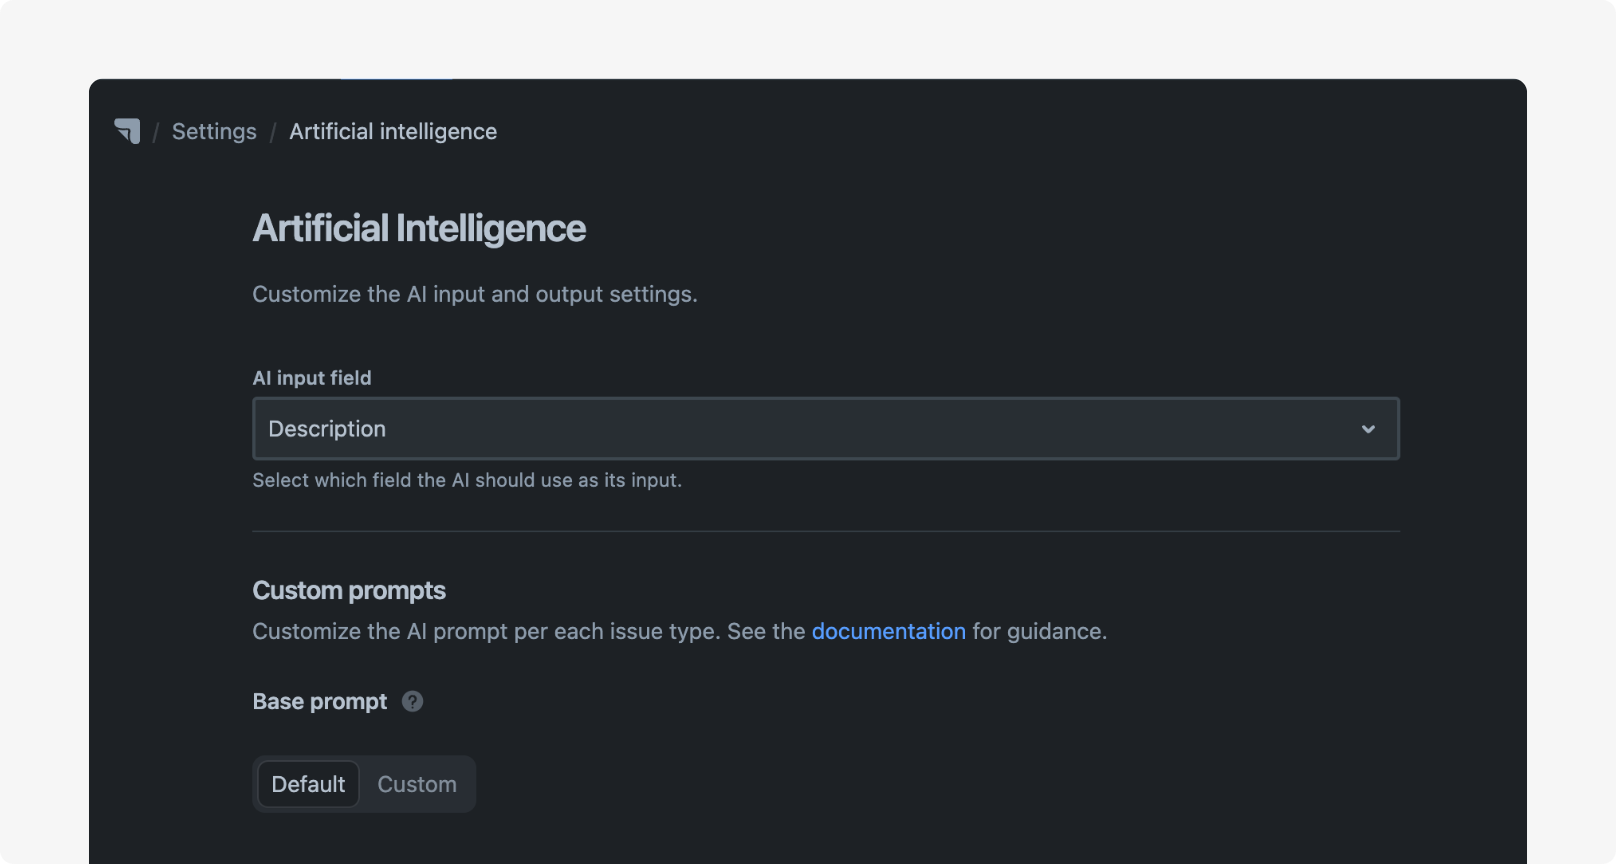 / Settings / Artificial intelligence
Artificial Intelligence
Customize the AI input and output settings.
AI input field
Description
Select which field the AI should use as its input.
Custom prompts
Customize the AI prompt per each issue type. See the documentation for guidance.
Base prompt ?
Default Custom